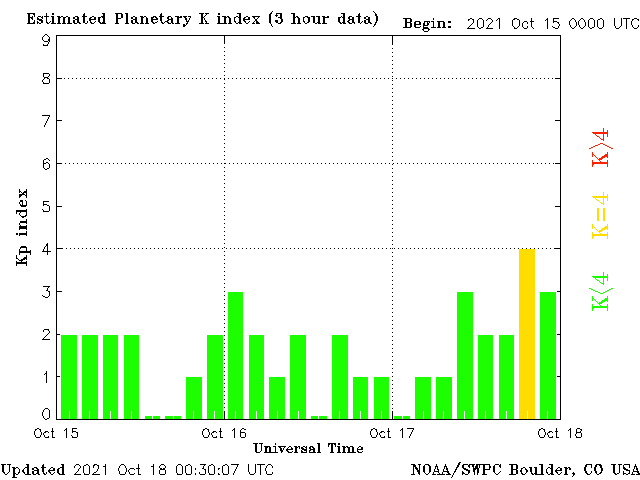 Estimated Planetary K index (3 hour data)
Begin: 2021 Oct 15 0000 UTC
9
8
7
6
5
4
3
2
1
0
Kp index
K>4
K=4
K<4
Oct 15
Oct 16
Oct 17
Oct 18
Universal Time
Updated 2021 Oct 18 00:30:07 UTC
NOAA/SWPC Boulder, CO USA